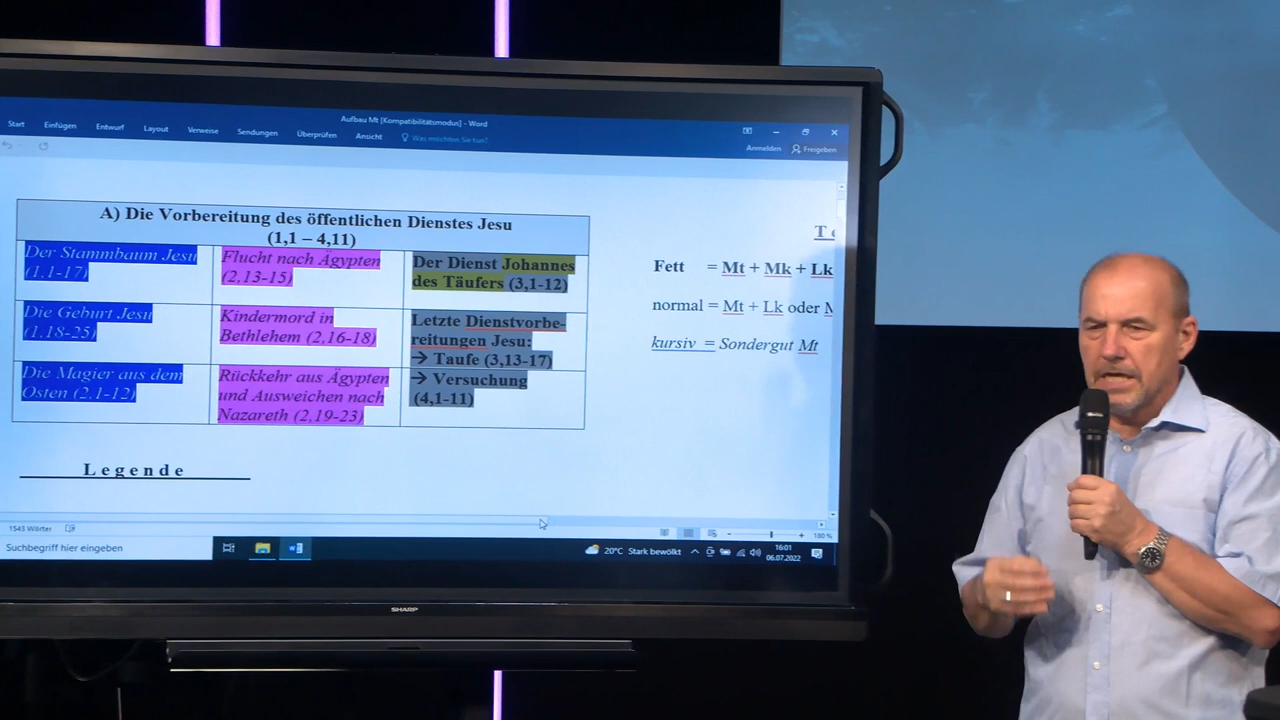 Aufbau Mt [Kompatibilitätsmodus] - Word
Start Einfügen Entwurf Layout Verweise Sendungen Überprüfen Ansicht Was möchten Sie tun?
Anmelden Freigeben
A) Die Vorbereitung des öffentlichen Dienstes Jesu
(1,1 – 4,11)
Der Stammbaum Jesu
(1,1-17)
Flucht nach Ägypten
(2,13-15)
Der Dienst Johannes
des Täufers (3,1-12)
Die Geburt Jesu
(1,18-25)
Kindermord in
Bethlehem (2,16-18)
Letzte Dienstvorbe-
reitungen Jesu:
→ Taufe (3,13-17)
Die Magier aus dem
Osten (2,1-12)
Rückkehr aus Ägypten
und Ausweichen nach
Nazareth (2,19-23)
→ Versuchung
(4,1-11)
Fett = Mt + Mk + Lk
normal = Mt + Lk oder
kursiv = Sondergut Mt
Legende
1543 Wörter
180 %
Suchbegriff hier eingeben
20°C Stark bewölkt
16:01
06.07.2022
SHARP